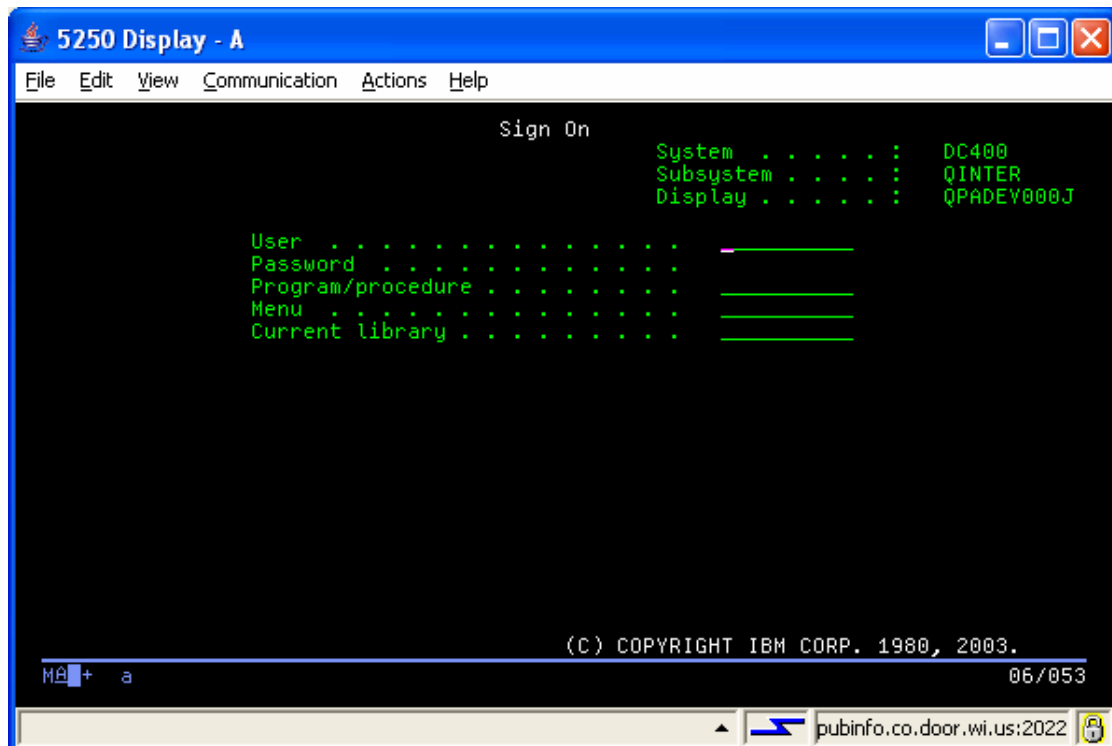 5250 Display - A
File Edit View Communication Actions Help
Sign On
System . . . . . : DC400
Subsystem . . . . : QINTER
Display . . . . . : QPADEV000J
User . . . . . . . . . . . . . .
Password . . . . . . . . . . . .
Program/procedure . . . . . . . .
Menu . . . . . . . . . . . . . .
Current library . . . . . . . . .
(C) COPYRIGHT IBM CORP. 1980, 2003.
MA + a 06/053
pubinfo.co.door.wi.us:2022